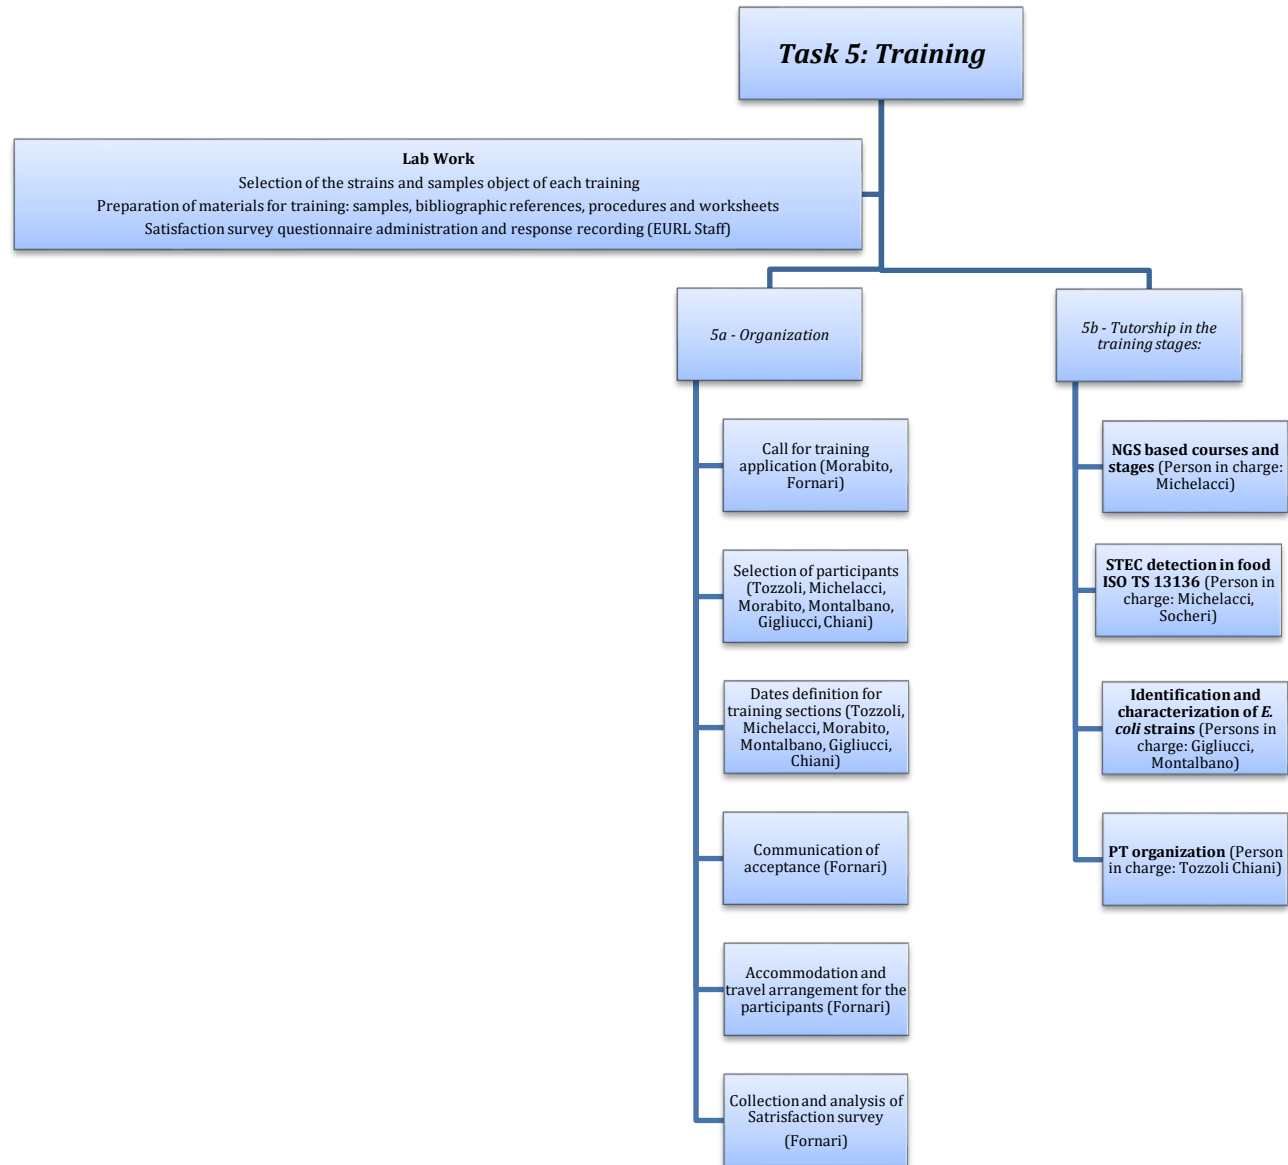 Task 5: Training
Lab Work
Selection of the strains and samples object of each training
Preparation of materials for training: samples, bibliographic references, procedures and worksheets
Satisfaction survey questionnaire administration and response recording (EURL Staff)
5a - Organization
Call for training
application (Morabito,
Fornari)
Selection of participants
(Tozzoli, Michelacci,
Morabito, Montalbano,
Gigliucci, Chiani)
Dates definition for
training sections (Tozzoli,
Michelacci, Morabito,
Montalbano, Gigliucci,
Chiani)
Communication of
acceptance (Fornari)
Accommodation and
travel arrangement for the
participants (Fornari)
Collection and analysis of
Satrisfaction survey
(Fornari)
5b - Tutorship in the
training stages:
NGS based courses and
stages (Person in charge:
Michelacci)
STEC detection in food
ISO TS 13136 (Person in
charge: Michelacci,
Socheri)
Identification and
characterization of E.
coli strains (Persons in
charge: Gigliucci,
Montalbano)
PT organization (Person
in charge: Tozzoli Chiani)